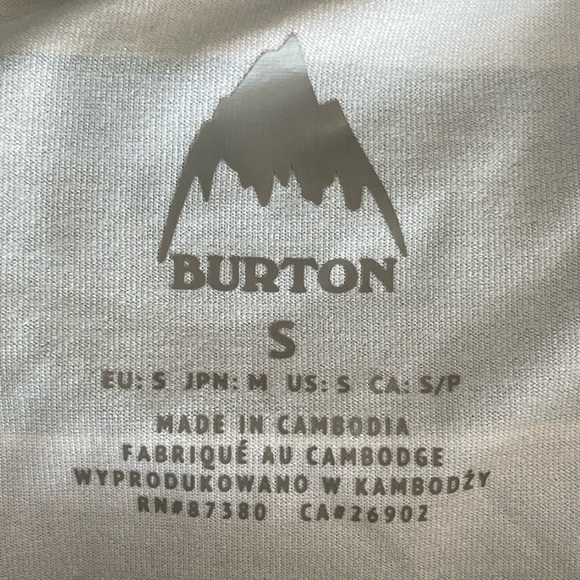 BURTON
S
EU: S JPN: M US: S CA: S/P
MADE IN CAMBODIA
FABRIQUÉ AU CAMBODGE
WYPRODUKOWANO W KAMBODŻY
RN#87380 CA#26902